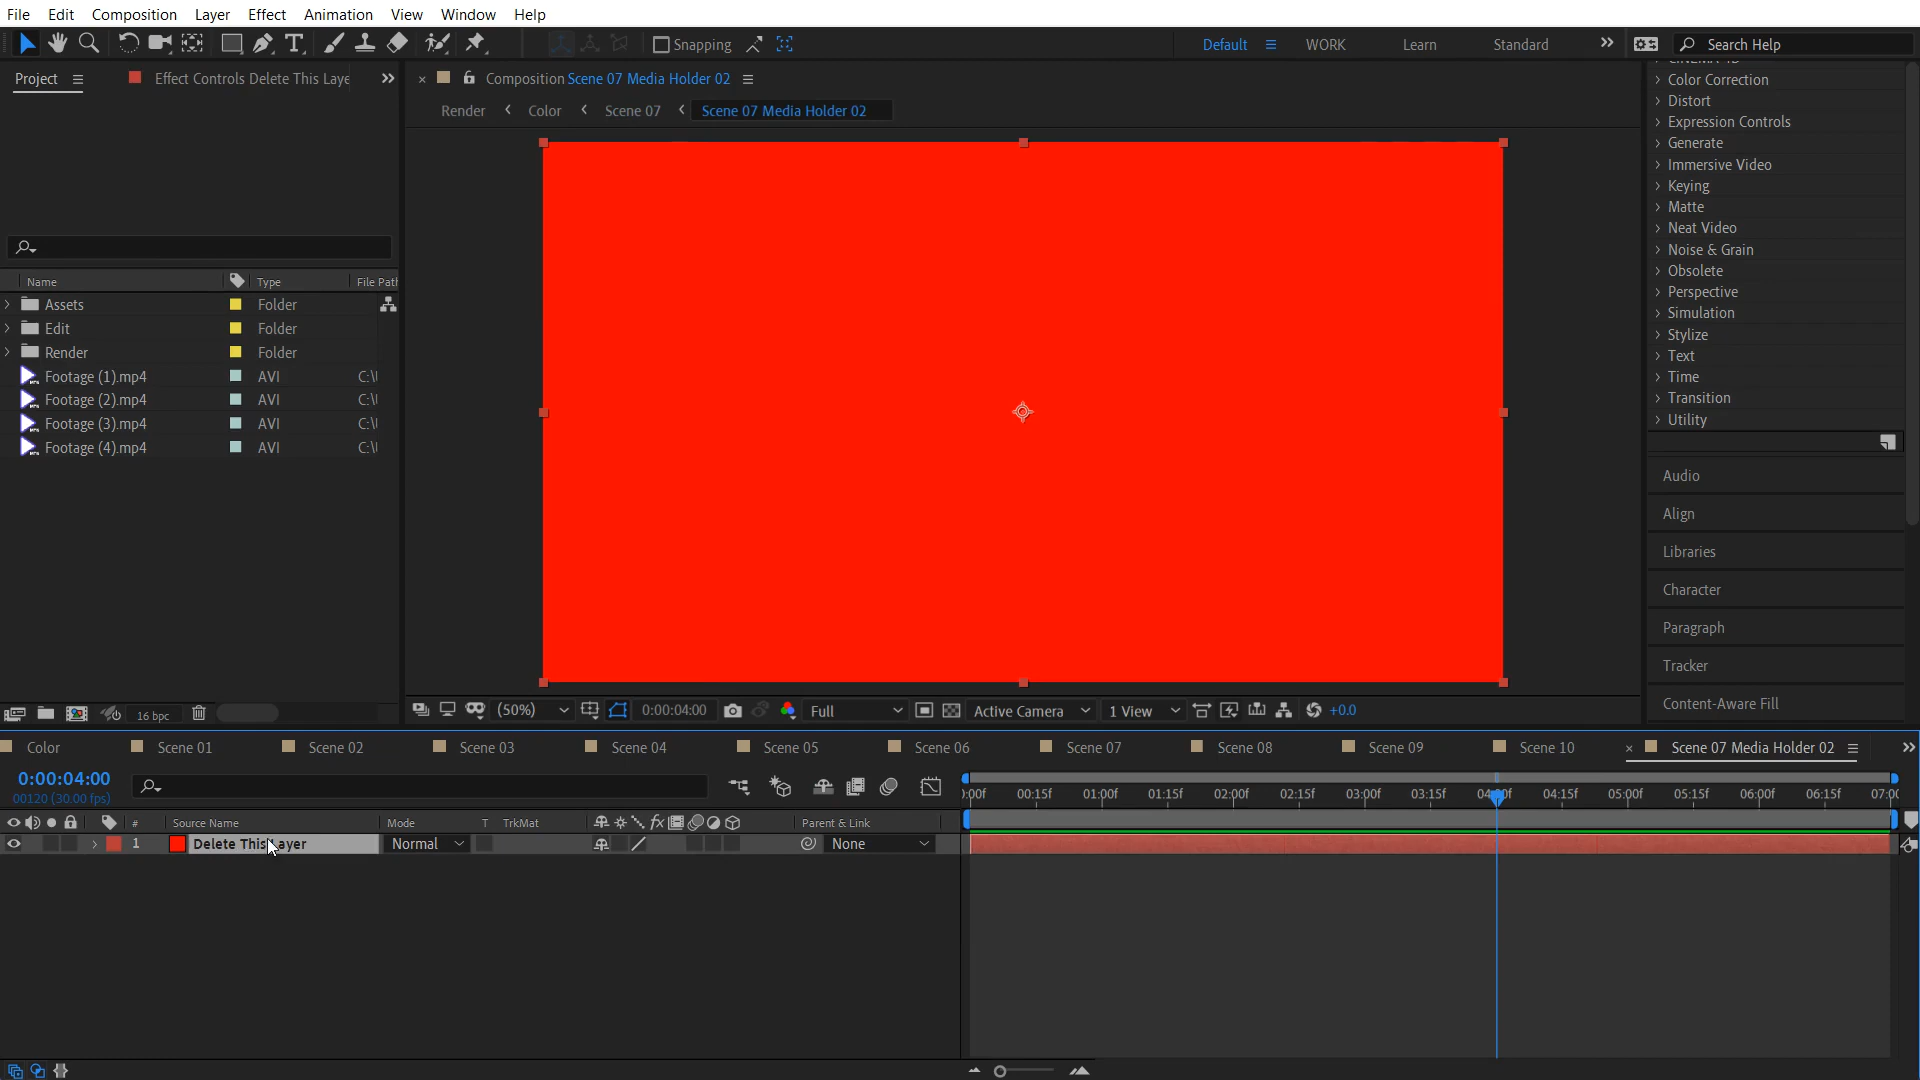 File Edit Composition Layer Effect Animation View Window Help
Snapping Default WORK Learn Standard Search Help
Project Effect Controls Delete This Laye Composition Scene 07 Media Holder 02
Render Color Scene 07 Scene 07 Media Holder 02
Color Correction
Distort
Expression Controls
Generate
Immersive Video
Keying
Matte
Neat Video
Noise & Grain
Obsolete
Perspective
Simulation
Stylize
Text
Time
Transition
Utility
Audio
Align
Libraries
Character
Paragraph
Tracker
Content-Aware Fill
Name Type File Path
Assets Folder
Edit Folder
Render Folder
Footage (1).mp4 AVI C:\
Footage (2).mp4 AVI C:\
Footage (3).mp4 AVI C:\
Footage (4).mp4 AVI C:\
16 bpc
(50%) 0:00:04:00 Full Active Camera 1 View +0.0
Color Scene 01 Scene 02 Scene 03 Scene 04 Scene 05 Scene 06 Scene 07 Scene 08 Scene 09 Scene 10 Scene 07 Media Holder 02
0:00:04:00
00120 (30.00 fps)
):00f 00:15f 01:00f 01:15f 02:00f 02:15f 03:00f 03:15f 04:15f 05:00f 05:15f 06:00f 06:15f 07:00
# Source Name Mode T TrkMat fx Parent & Link
1 Delete This Layer Normal None